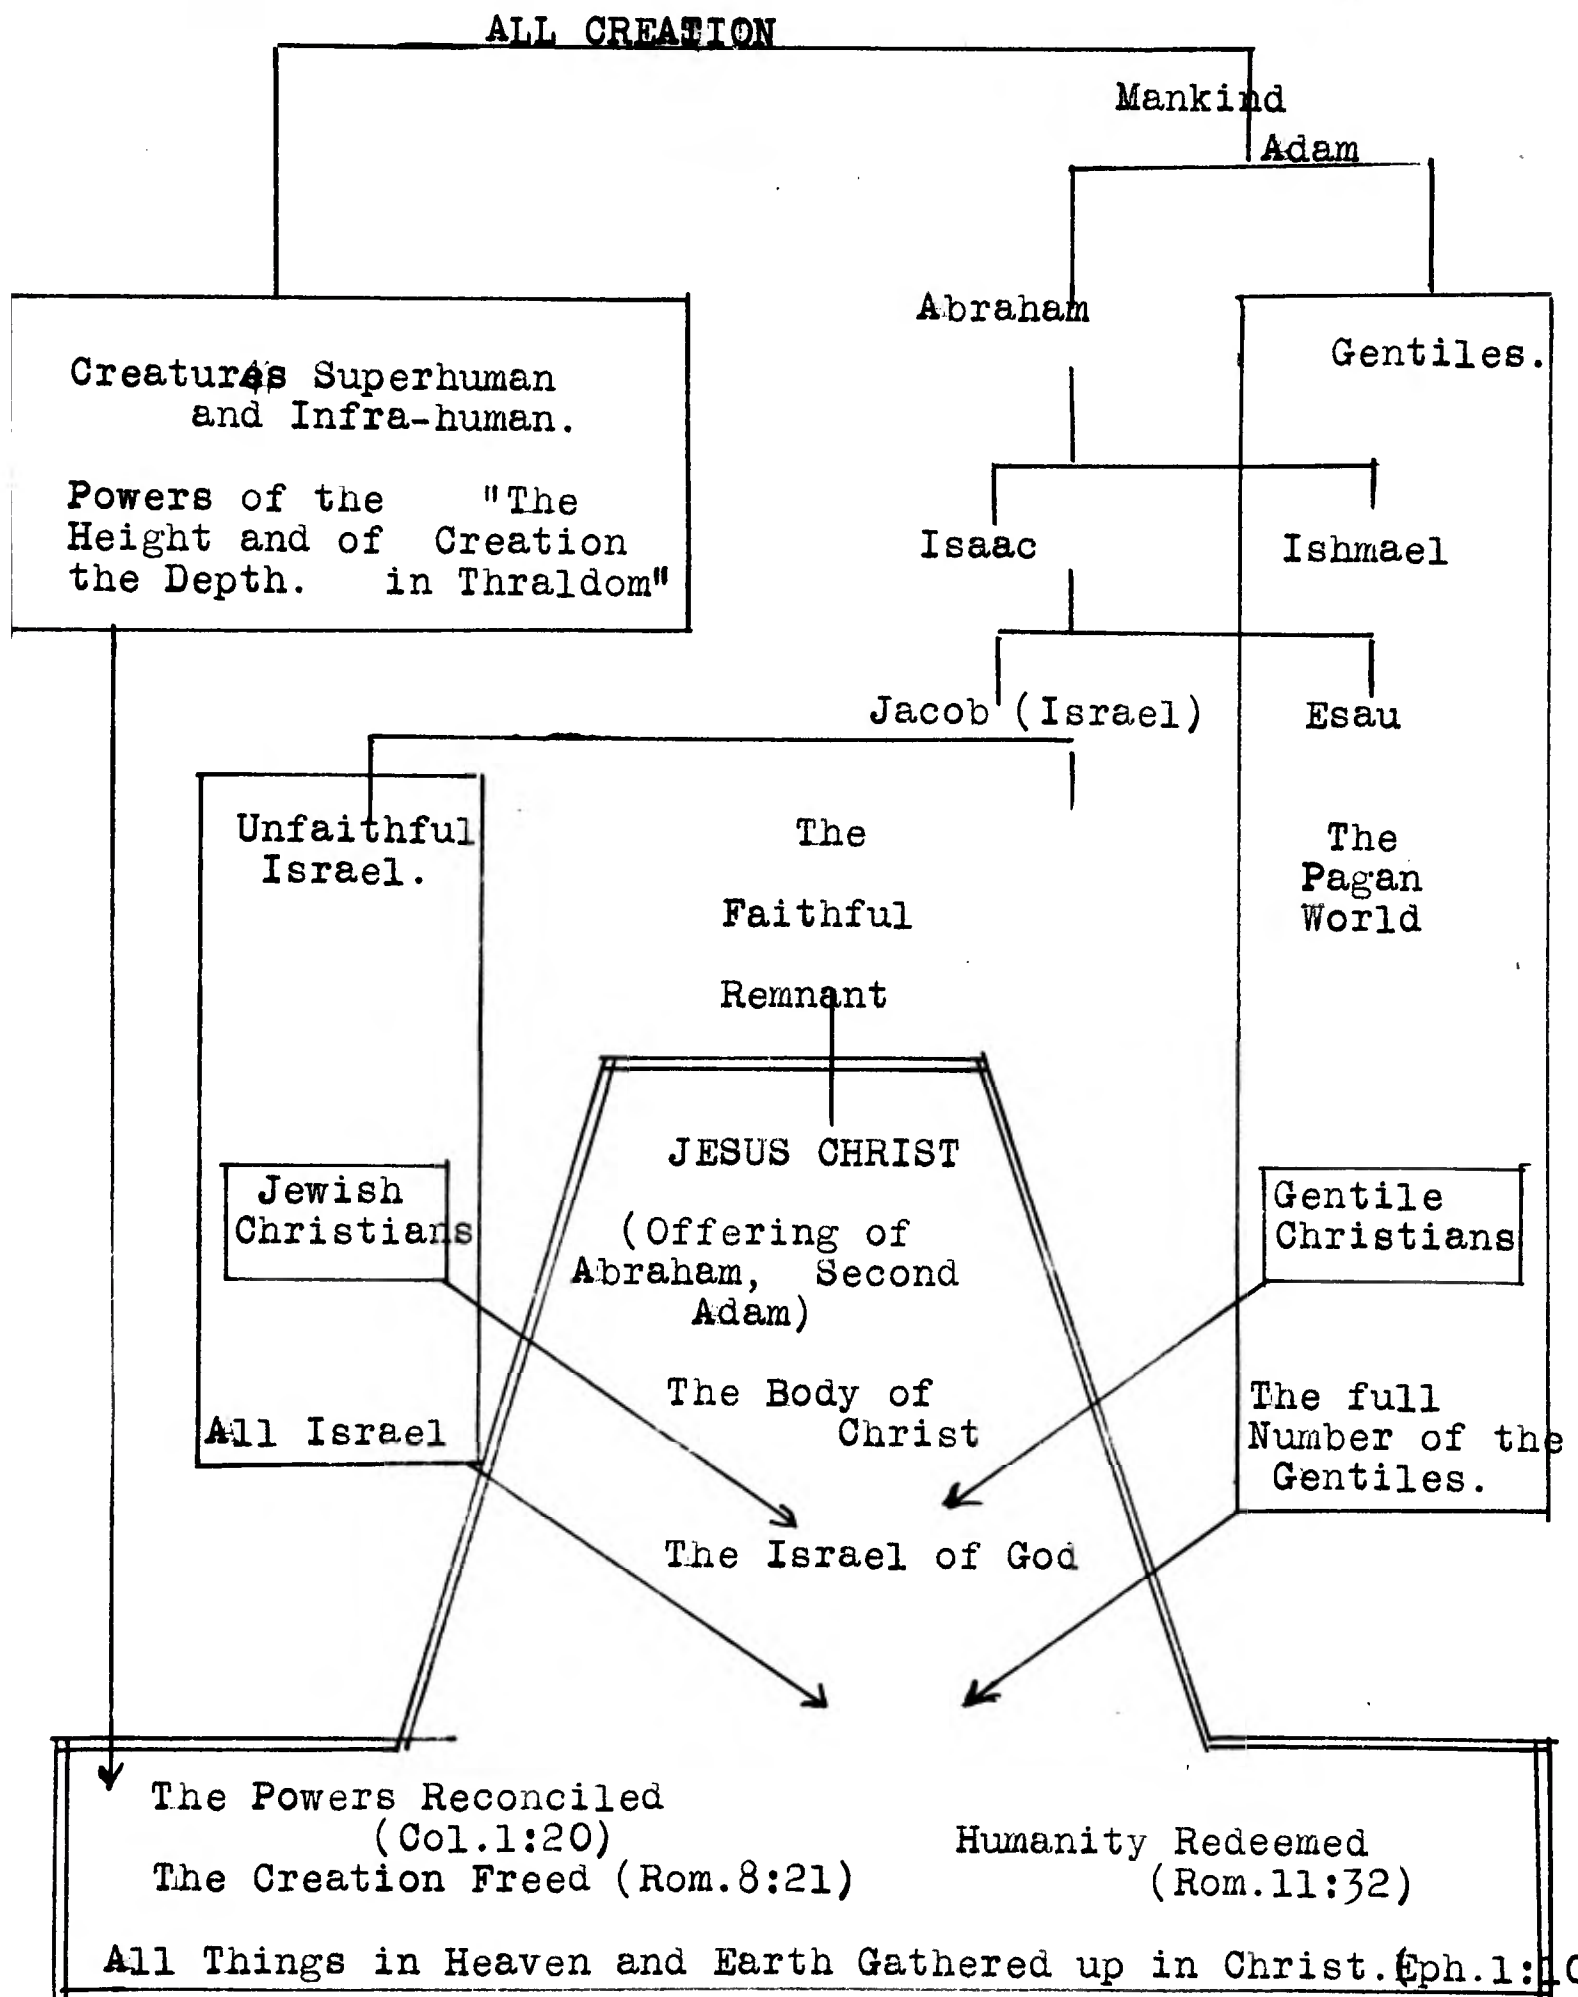 ALL CREATION
Mankind
Adam
Abraham
Gentiles.
Creatures Superhuman
and Infra-human.
Powers of the "The
Height and of Creation
the Depth. in Thraldom"
Isaac
Ishmael
Jacob (Israel)
Esau
Unfaithful
Israel.
The
Faithful
Remnant
The
Pagan
World
JESUS CHRIST
(Offering of
Abraham, Second
Adam)
Jewish
Christians
Gentile
Christians
The Body of
Christ
All Israel
The full
Number of the
Gentiles.
The Israel of God
The Powers Reconciled
(Col.1:20)
The Creation Freed (Rom.8:21)
Humanity Redeemed
(Rom.11:32)
All Things in Heaven and Earth Gathered up in Christ.(Eph.1:10